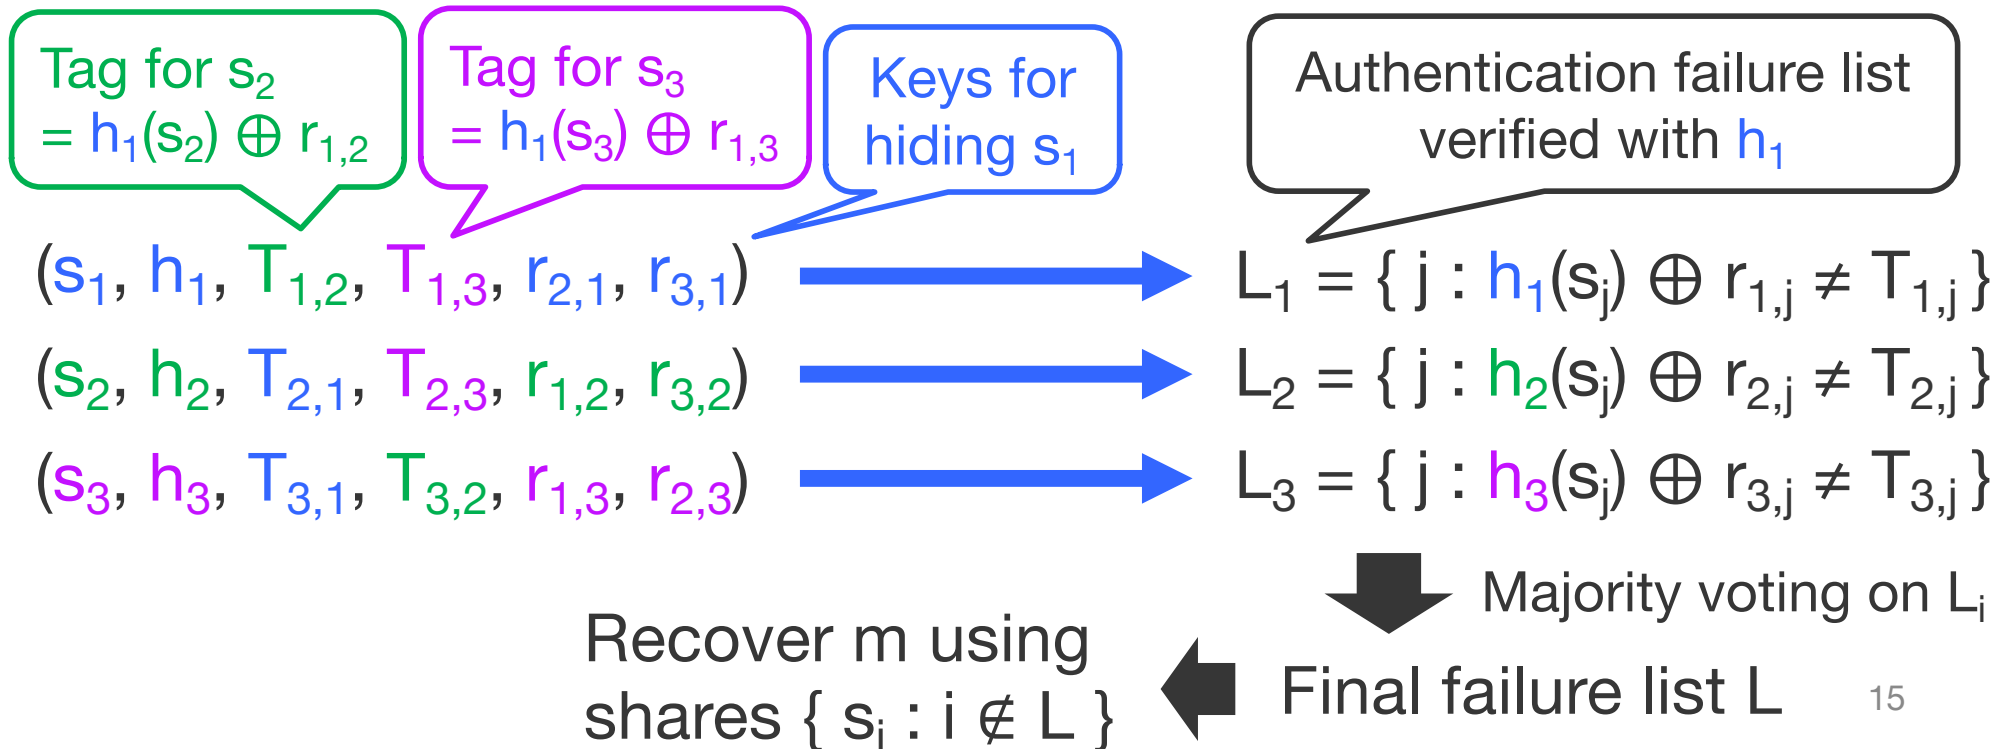 Tag for s₂
= h₁(s₂) ⊕ r₁,₂
Tag for s₃
= h₁(s₃) ⊕ r₁,₃
Keys for
hiding s₁
Authentication failure list
verified with h₁
(s₁, h₁, T₁,₂, T₁,₃, r₂,₁, r₃,₁)
L₁ = { j : h₁(sⱼ) ⊕ r₁,ⱼ ≠ T₁,ⱼ }
(s₂, h₂, T₂,₁, T₂,₃, r₁,₂, r₃,₂)
L₂ = { j : h₂(sⱼ) ⊕ r₂,ⱼ ≠ T₂,ⱼ }
(s₃, h₃, T₃,₁, T₃,₂, r₁,₃, r₂,₃)
L₃ = { j : h₃(sⱼ) ⊕ r₃,ⱼ ≠ T₃,ⱼ }
Majority voting on Lᵢ
Final failure list L
Recover m using
shares { sᵢ : i ∉ L }
15